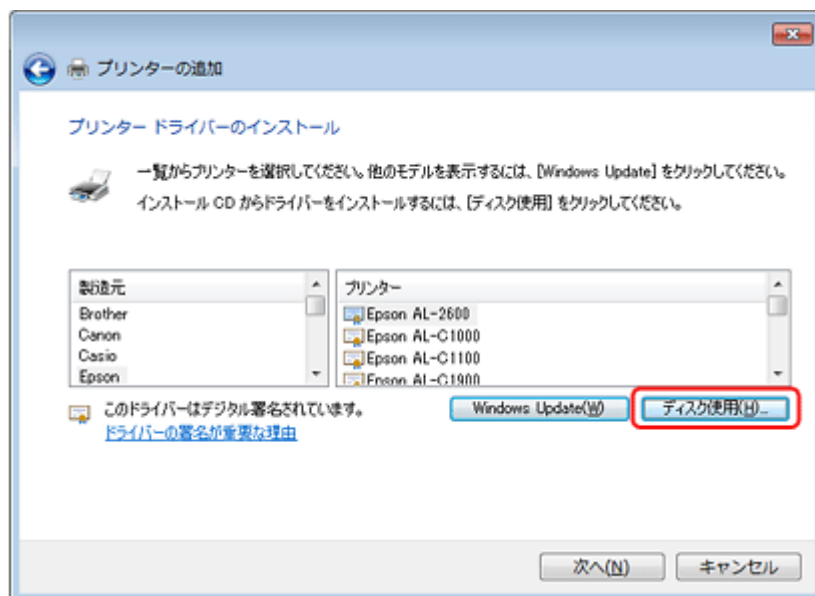 プリンターの追加
プリンター ドライバーのインストール
一覧からプリンターを選択してください。他のモデルを表示するには、[Windows Update] をクリックしてください。
インストール CD からドライバーをインストールするには、[ディスク使用] をクリックしてください。
製造元
Brother
Canon
Casio
Epson
プリンター
Epson AL-2600
Epson AL-C1000
Epson AL-C1100
Epson AL-C1900
このドライバーはデジタル署名されています。
ドライバーの署名が重要な理由
Windows Update(W)
ディスク使用(H)...
次へ(N)
キャンセル